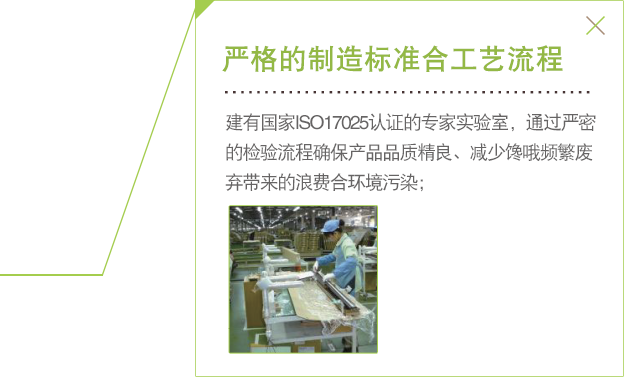 严格的制造标准合工艺流程
建有国家ISO17025认证的专家实验室，通过严密
的检验流程确保产品品质精良、减少馋哦频繁废
弃带来的浪费合环境污染；